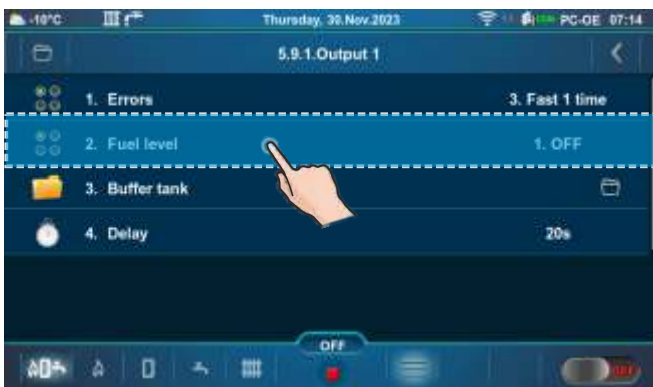 -10°C Thursday, 30.Nov.2023 PC-OE 07:14
5.9.1.Output 1
1. Errors 3. Fast 1 time
2. Fuel level 1. OFF
3. Buffer tank
4. Delay 20s
OFF
OFF